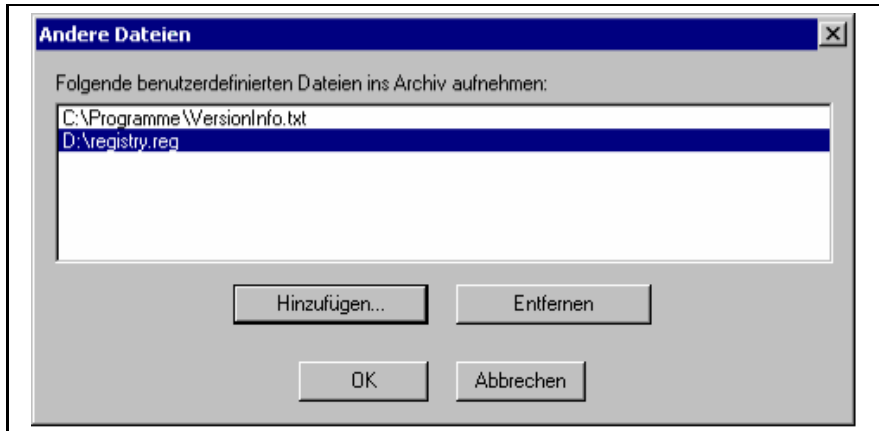 Andere Dateien
Folgende benutzerdefinierten Dateien ins Archiv aufnehmen:
C:\Programme\VersionInfo.txt
D:\registry.reg
Hinzufügen... Entfernen
OK Abbrechen